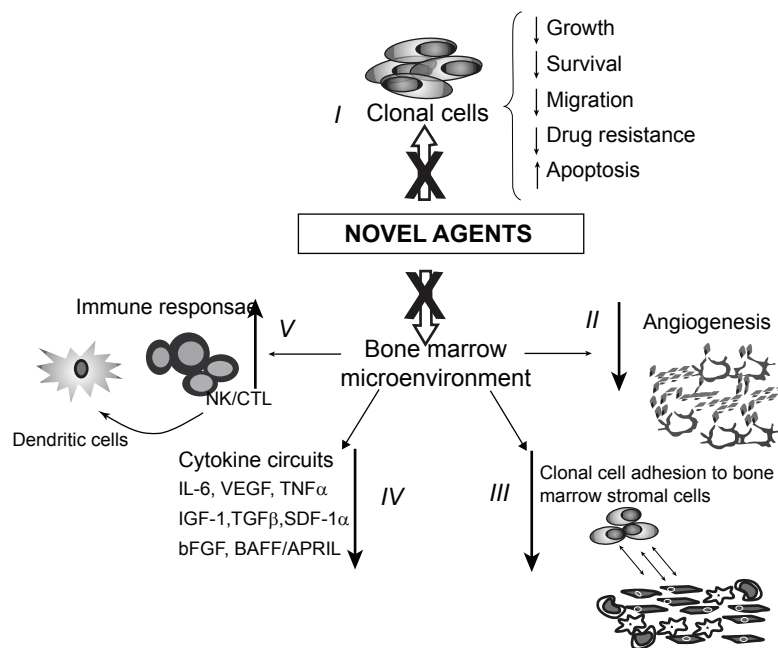 Growth
Survival
Migration
Drug resistance
Apoptosis
I Clonal cells
NOVEL AGENTS
Immune responsae
V
NK/CTL
Dendritic cells
Bone marrow
microenvironment
II
Angiogenesis
Cytokine circuits
IL-6, VEGF, TNFα
IGF-1,TGFβ,SDF-1α
bFGF, BAFF/APRIL
IV
III
Clonal cell adhesion to bone
marrow stromal cells